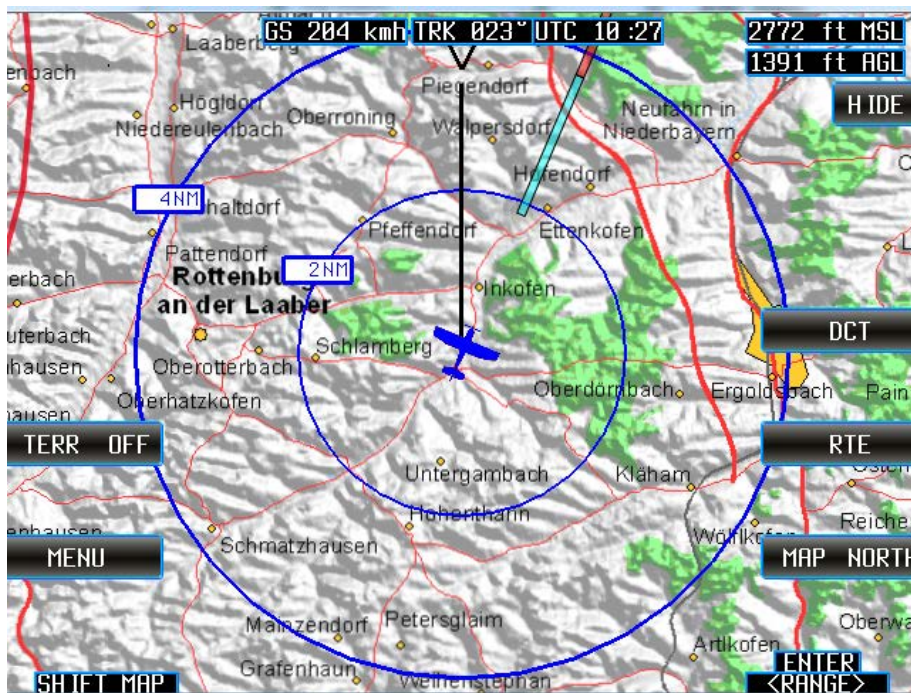 GS 204 kmh TRK 023° UTC 10:27 2772 ft MSL
1391 ft AGL
HIDE
Laaberberg
Piegendorf
Högldorf
Niedereulenbach
Oberroning
Walpersdorf
Neufahrn in
Niederbayern
Hofendorf
4NM
Pfeffendorf
Ettenkofen
Pattendorf
2NM
Rottenburg
an der Laaber
Inkofen
DCT
Schlamberg
Oberotterbach
Oberdörnbach
Ergoldsbach
Oberhatzkofen
TERR OFF
RTE
Untergambach
Kläham
Hohenthann
Wölflkofen
Schmatzhausen
MENU
MAP NORTH
Mainzendorf
Petersglaim
Artlkofen
Grafenhaun
Weihenstephan
SHIFT MAP
ENTER
<RANGE>